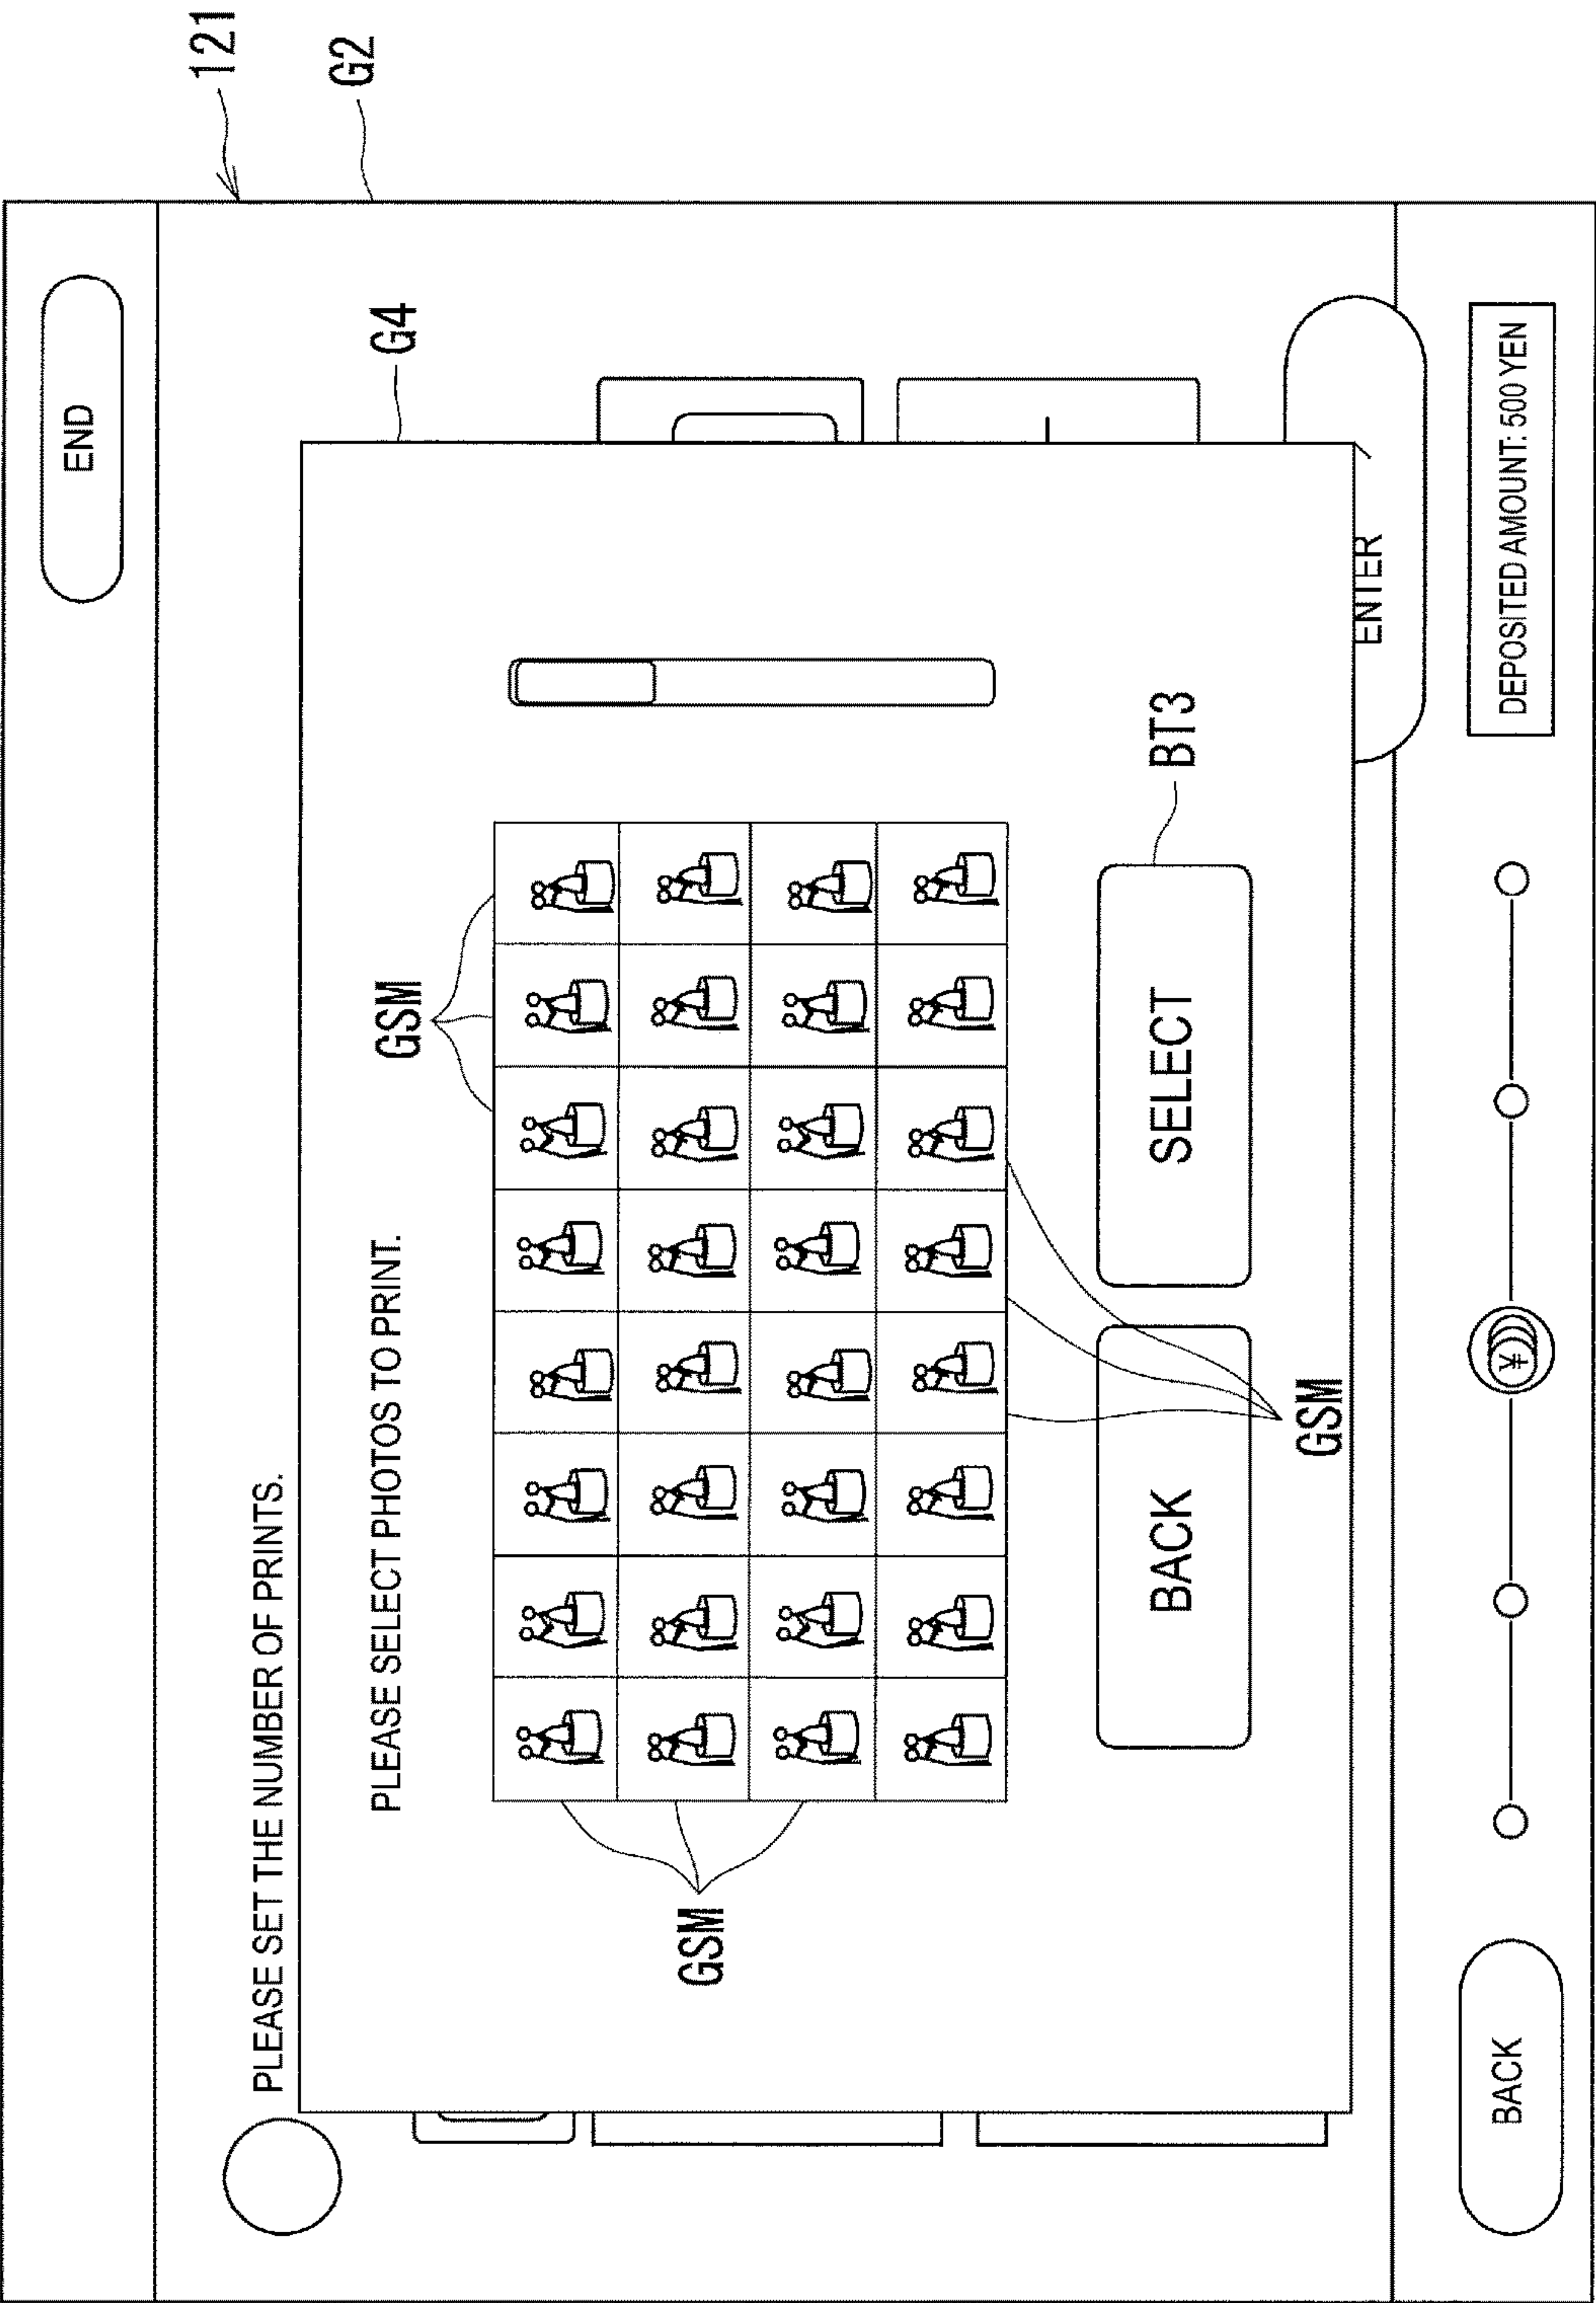 121
G2
END
PLEASE SET THE NUMBER OF PRINTS.
G4
PLEASE SELECT PHOTOS TO PRINT.
GSM
GSM
BT3
BACK
SELECT
GSM
ENTER
BACK
¥
DEPOSITED AMOUNT: 500 YEN